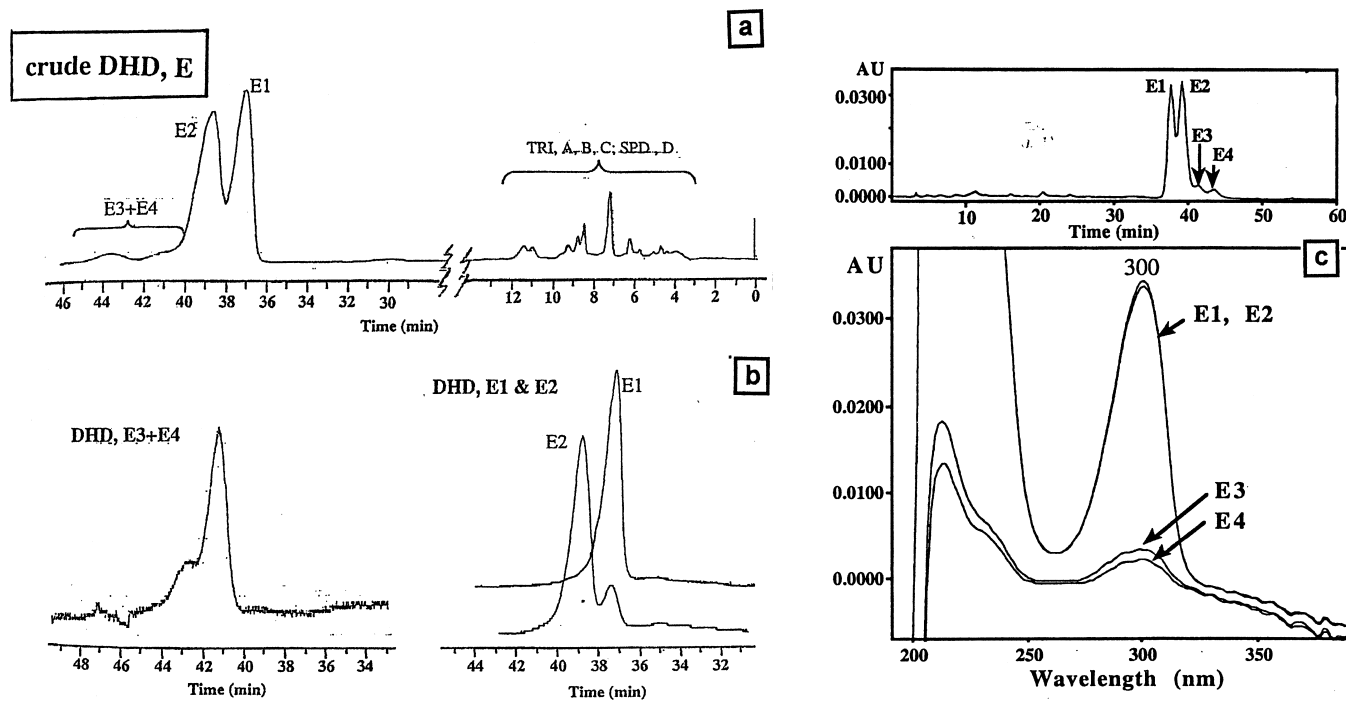 a
crude DHD, E
E1
E2
TRI, A, B, C; SPD, D
E3+E4
46 44 42 40 38 36 34 32 30 12 10 8 6 4 2 0
Time (min)
b
DHD, E1 & E2
E1
E2
DHD, E3+E4
48 46 44 42 40 38 36 34
Time (min)
44 42 40 38 36 34 32
Time (min)
AU
0.0300
0.0100
0.0000
E1 E2
E3
E4
10 20 30 40 50 60
Time (min)
c
AU
300
0.0300
0.0200
0.0100
0.0000
E1, E2
E3
E4
200 250 300 350
Wavelength (nm)